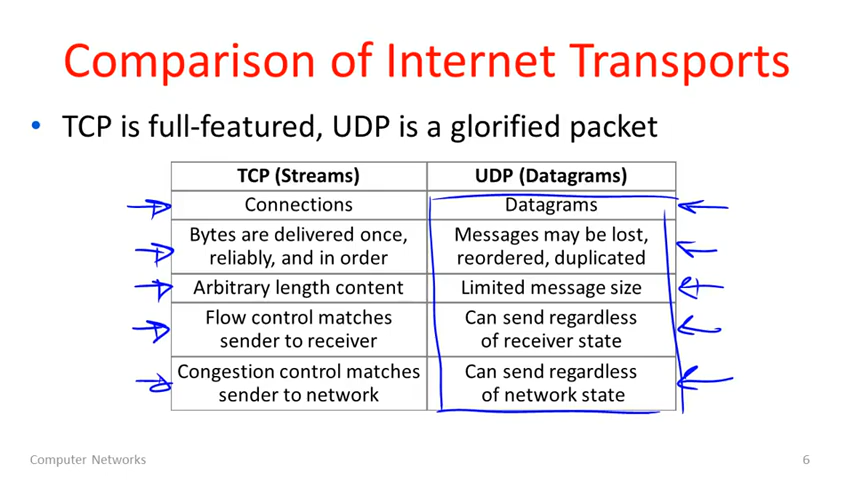 Comparison of Internet Transports
• TCP is full-featured, UDP is a glorified packet
TCP (Streams) UDP (Datagrams)
Connections Datagrams
Bytes are delivered once, Messages may be lost,
reliably, and in order reordered, duplicated
Arbitrary length content Limited message size
Flow control matches Can send regardless
sender to receiver of receiver state
Congestion control matches Can send regardless
sender to network of network state
Computer Networks 6